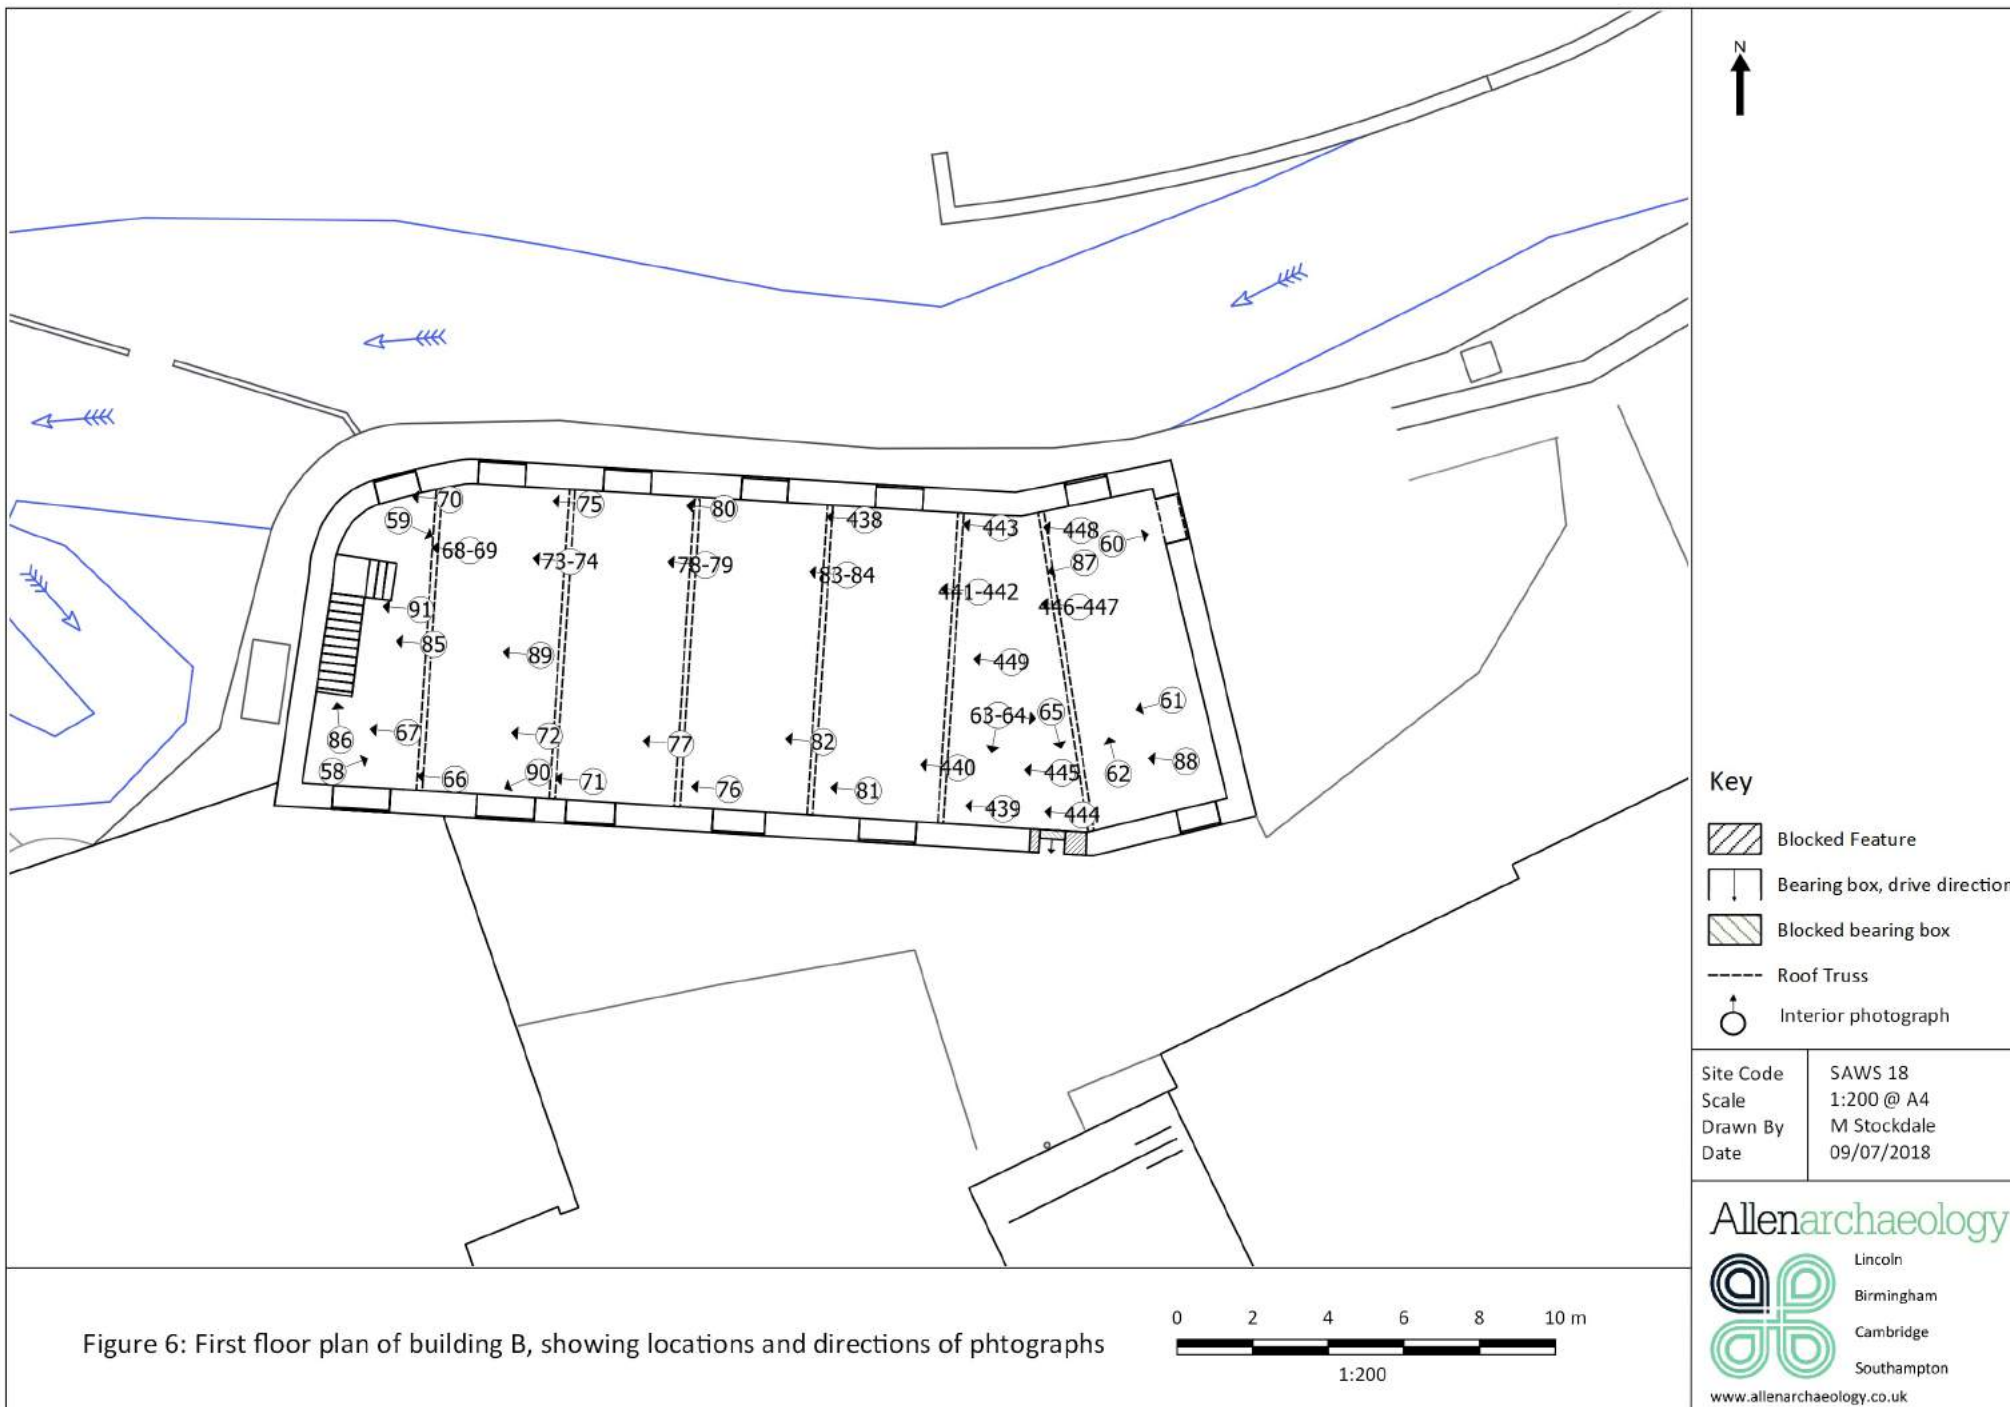 N
70
75
80
438
443
448
59
60
68-69
73-74
78-79
83-84
87
441-442
446-447
91
85
89
449
61
63-64
65
86
67
72
77
82
58
66
90
71
76
81
440
445
62
88
439
444
Key
Blocked Feature
Bearing box, drive direction
Blocked bearing box
Roof Truss
Interior photograph
Site Code SAWS 18
Scale 1:200 @ A4
Drawn By M Stockdale
Date 09/07/2018
Allenarchaeology
Lincoln
Birmingham
Cambridge
Southampton
www.allenarchaeology.co.uk
Figure 6: First floor plan of building B, showing locations and directions of phtographs
0 2 4 6 8 10 m
1:200